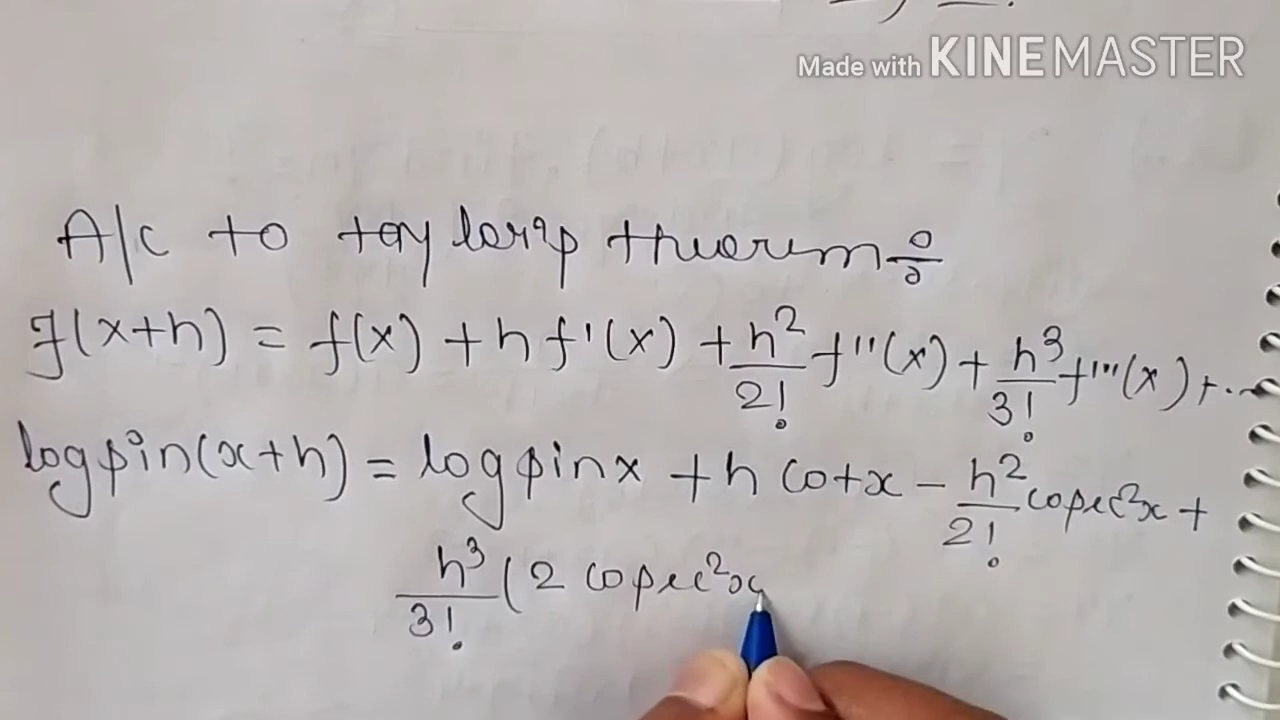 Made with KINEMASTER
A/c to taylor's theorem :-
f(x+h) = f(x) + h f'(x) + h²/2! f''(x) + h³/3! f'''(x) + ...
log sin(x+h) = log sin x + h cot x - h²/2! cosec²x +
h³/3! (2 cosec²x